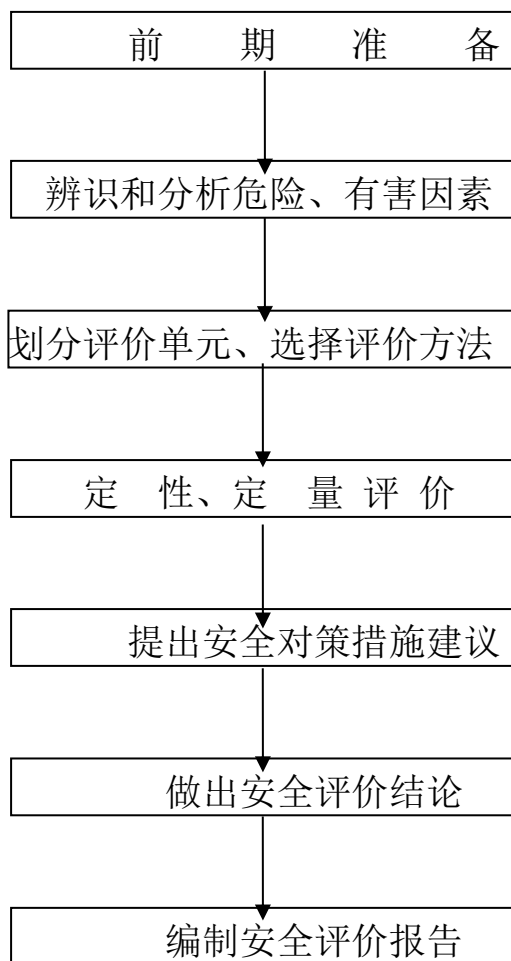 前 期 准 备
辨识和分析危险、有害因素
划分评价单元、选择评价方法
定 性、定 量 评 价
提出安全对策措施建议
做出安全评价结论
编制安全评价报告